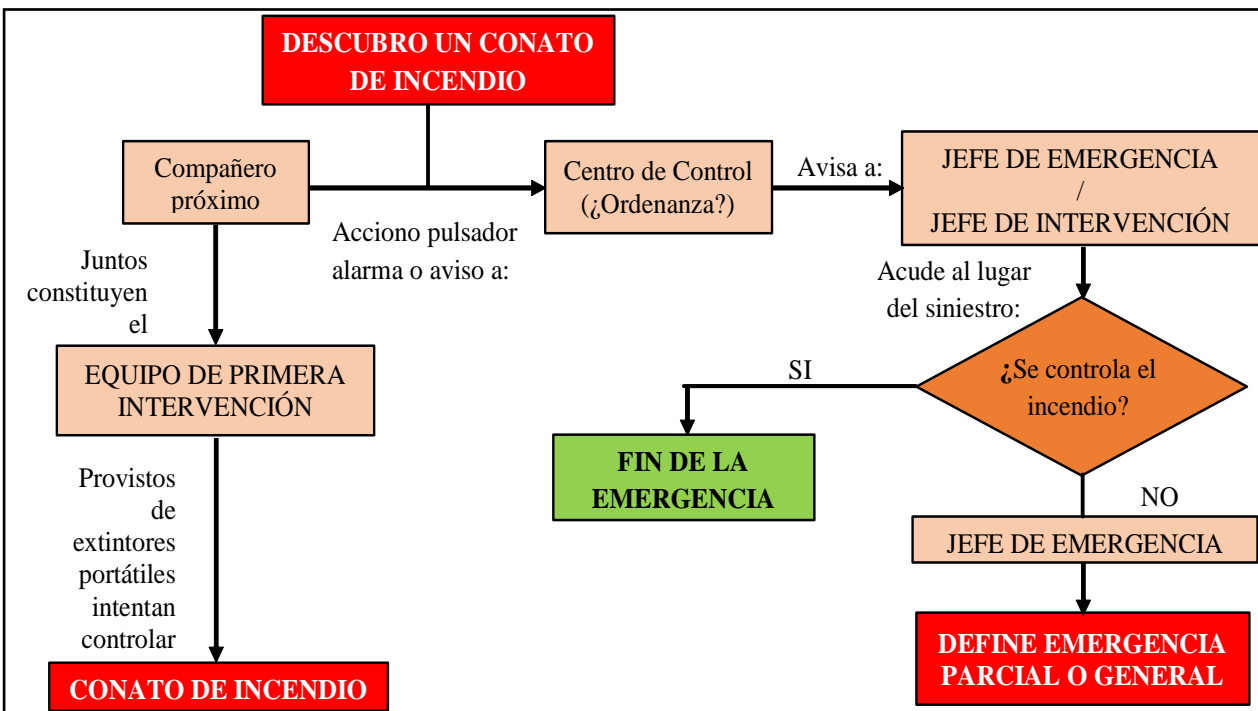 DESCUBRO UN CONATO
DE INCENDIO
Compañero
próximo
Acciono pulsador
alarma o aviso a:
Centro de Control
(¿Ordenanza?)
Avisa a:
JEFE DE EMERGENCIA
/
JEFE DE INTERVENCIÓN
Juntos
constituyen
el
EQUIPO DE PRIMERA
INTERVENCIÓN
Provistos
de
extintores
portátiles
intentan
controlar
CONATO DE INCENDIO
Acude al lugar
del siniestro:
¿Se controla el
incendio?
SI
FIN DE LA
EMERGENCIA
NO
JEFE DE EMERGENCIA
DEFINE EMERGENCIA
PARCIAL O GENERAL